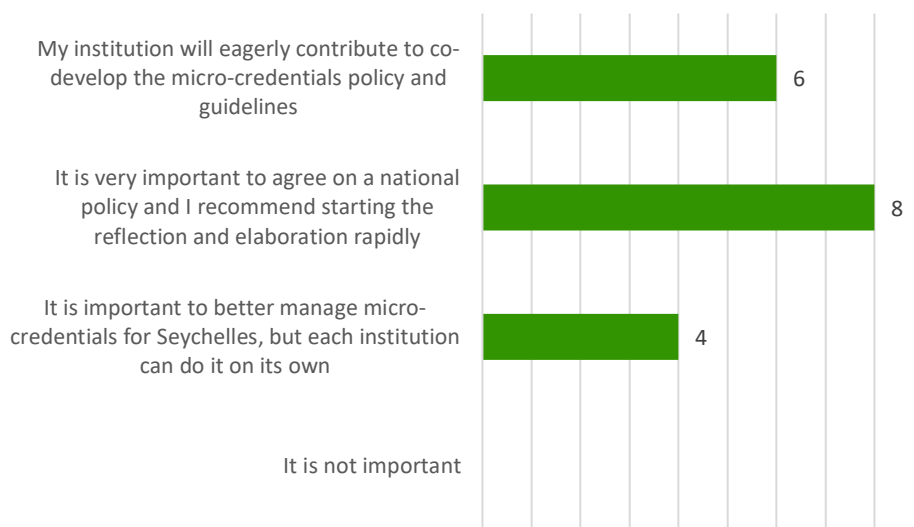 My institution will eagerly contribute to co-
develop the micro-credentials policy and
guidelines
6
It is very important to agree on a national
policy and I recommend starting the
reflection and elaboration rapidly
8
It is important to better manage micro-
credentials for Seychelles, but each institution
can do it on its own
4
It is not important